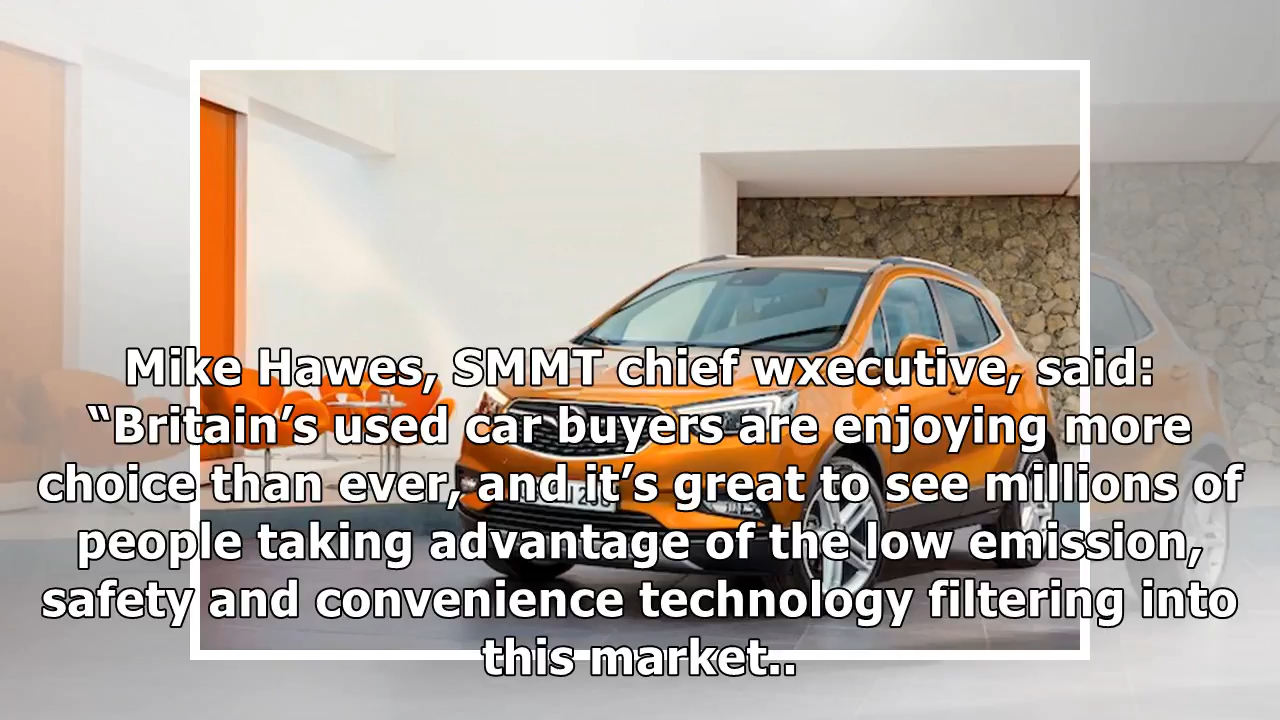 Mike Hawes, SMMT chief wxecutive, said:
“Britain’s used car buyers are enjoying more
choice than ever, and it’s great to see millions of
people taking advantage of the low emission,
safety and convenience technology filtering into
this market..